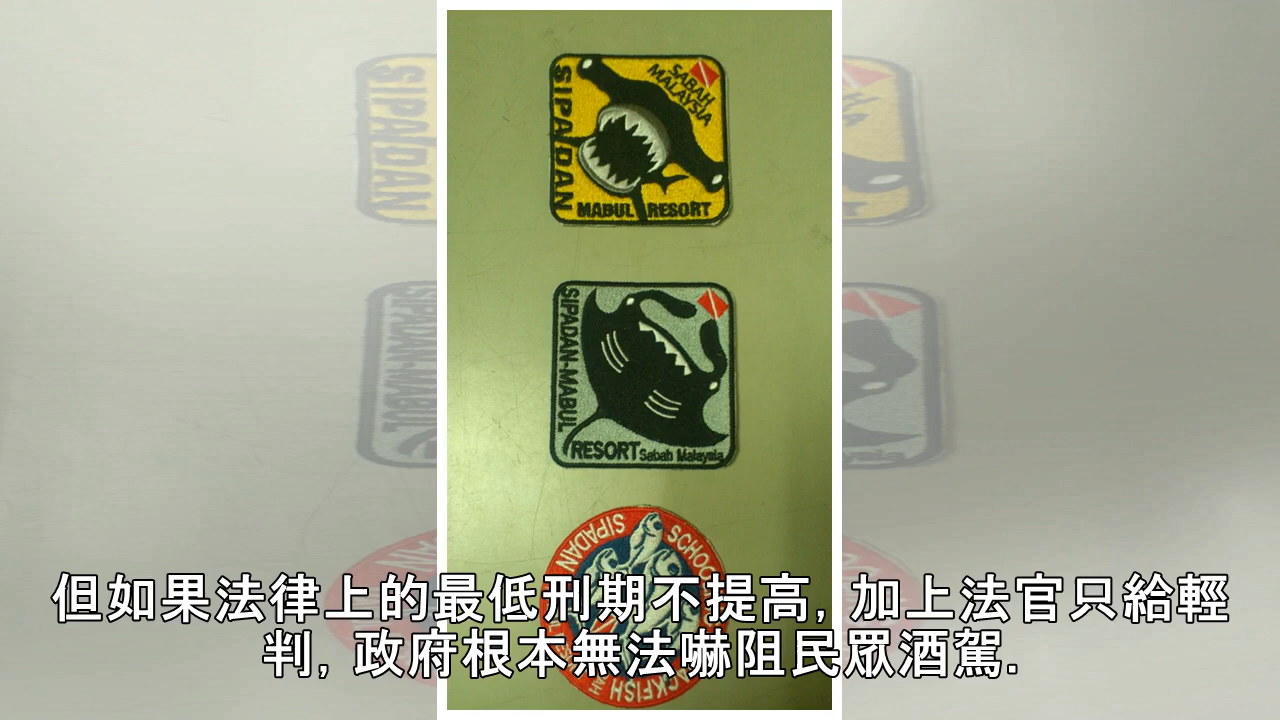 SIPADAN
SABAH
MALAYSIA
MABUL RESORT
SIPADAN-MABUL
RESORT Sabah Malaysia
SIPADAN
但如果法律上的最低刑期不提高, 加上法官只給輕
判, 政府根本無法嚇阻民眾酒駕.